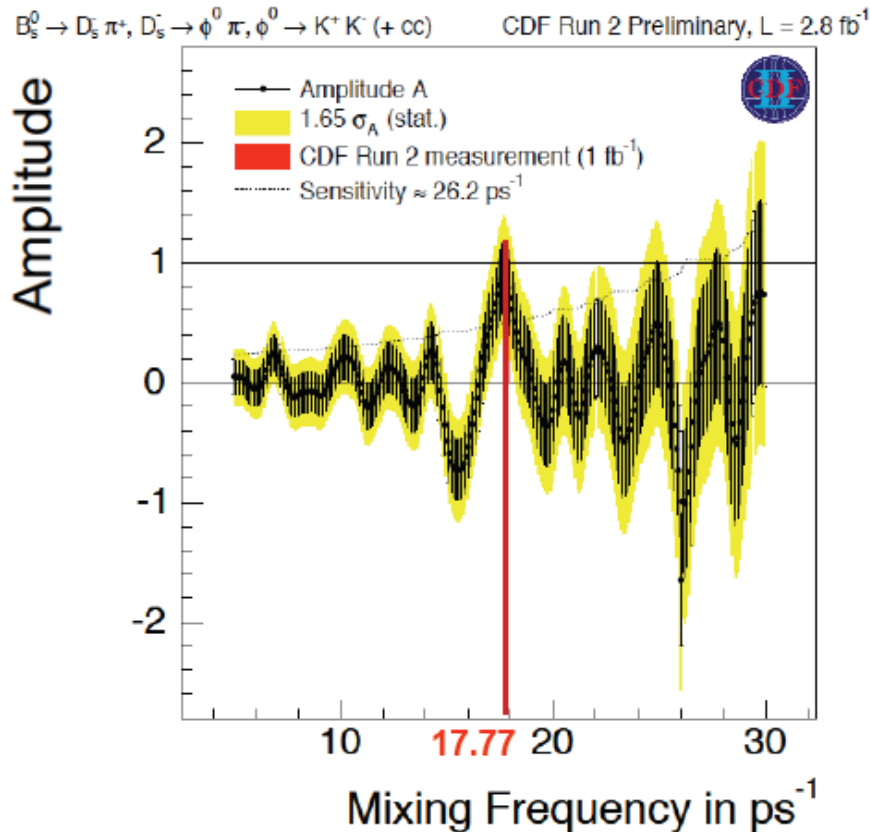 B⁰ₛ → D⁻ₛ π⁺, D⁻ₛ → ϕ⁰ π⁻, ϕ⁰ → K⁺ K⁻ (+ cc) CDF Run 2 Preliminary, L = 2.8 fb⁻¹
Amplitude A
1.65 σ_A (stat.)
CDF Run 2 measurement (1 fb⁻¹)
Sensitivity ≈ 26.2 ps⁻¹
CDF
II
Amplitude
2
1
0
-1
-2
10 17.77 20 30
Mixing Frequency in ps⁻¹